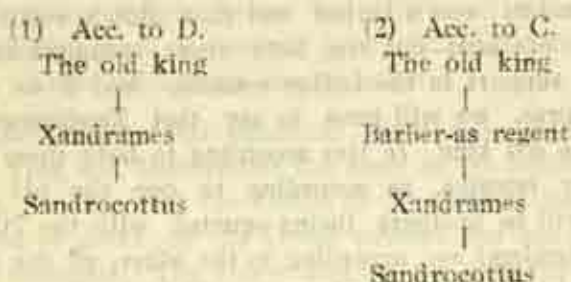 (1) Acc. to D.
The old king
Xandrames
Sandrocottus
(2) Acc. to C.
The old king
Barber-as regent
Xandrames
Sandrocottus